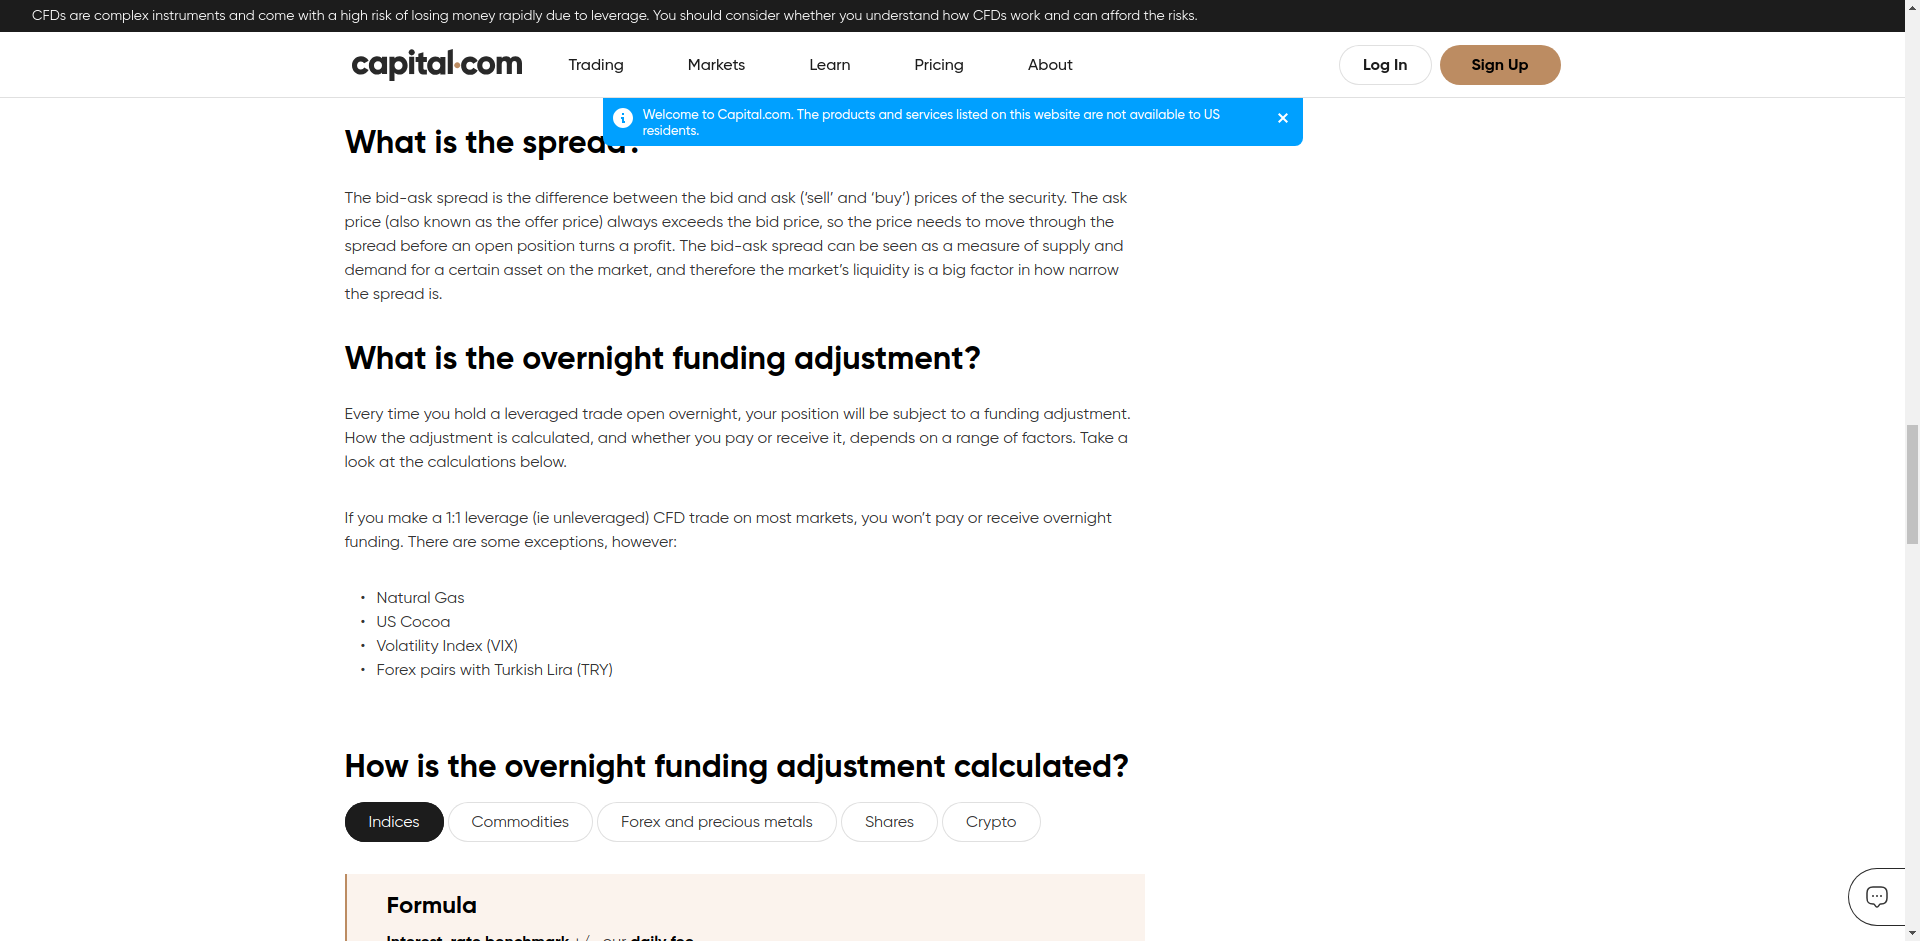 CFDs are complex instruments and come with a high risk of losing money rapidly due to leverage. You should consider whether you understand how CFDs work and can afford the risks.
capital.com
Trading
Markets
Learn
Pricing
About
Log In
Sign Up
Welcome to Capital.com. The products and services listed on this website are not available to US
residents.
What is the spread?
The bid-ask spread is the difference between the bid and ask (‘sell’ and ‘buy’) prices of the security. The ask
price (also known as the offer price) always exceeds the bid price, so the price needs to move through the
spread before an open position turns a profit. The bid-ask spread can be seen as a measure of supply and
demand for a certain asset on the market, and therefore the market’s liquidity is a big factor in how narrow
the spread is.
What is the overnight funding adjustment?
Every time you hold a leveraged trade open overnight, your position will be subject to a funding adjustment.
How the adjustment is calculated, and whether you pay or receive it, depends on a range of factors. Take a
look at the calculations below.
If you make a 1:1 leverage (ie unleveraged) CFD trade on most markets, you won’t pay or receive overnight
funding. There are some exceptions, however:
• Natural Gas
• US Cocoa
• Volatility Index (VIX)
• Forex pairs with Turkish Lira (TRY)
How is the overnight funding adjustment calculated?
Indices
Commodities
Forex and precious metals
Shares
Crypto
Formula
Interest-rate benchmark +/- our daily fee